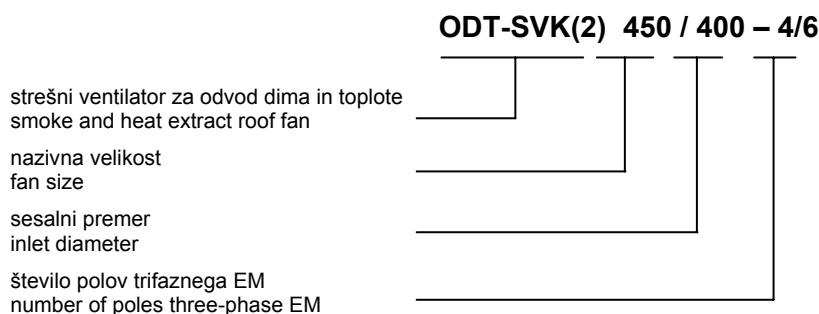 ODT-SVK(2) 450 / 400 – 4/6
strešni ventilator za odvod dima in toplote
smoke and heat extract roof fan
nazivna velikost
fan size
sesalni premer
inlet diameter
število polov trifaznega EM
number of poles three-phase EM